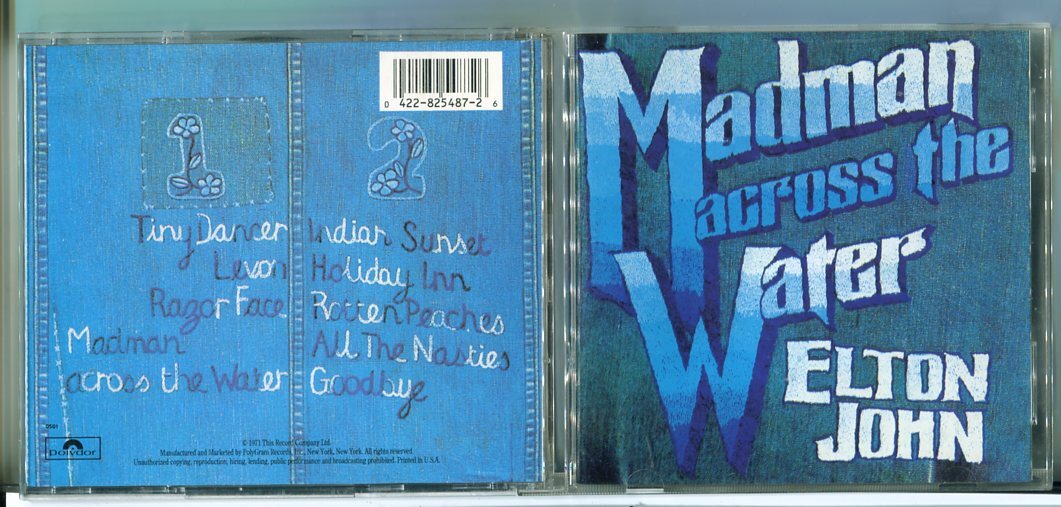 0 422-825487-2 6
1
2
Tiny Dancer
Levon
Razor Face
Madman
across the Water
Indian Sunset
Holiday Inn
Rotten Peaches
All The Nasties
Goodbye
0501
polydor
© 1971 This Record Company Ltd.
Manufactured and Marketed by PolyGram Records, Inc., New York, New York. All rights reserved
Unauthorized copying, reproduction, hiring, lending, public performance and broadcasting prohibited. Printed in U.S.A.
Madman
across the
Water
ELTON
JOHN